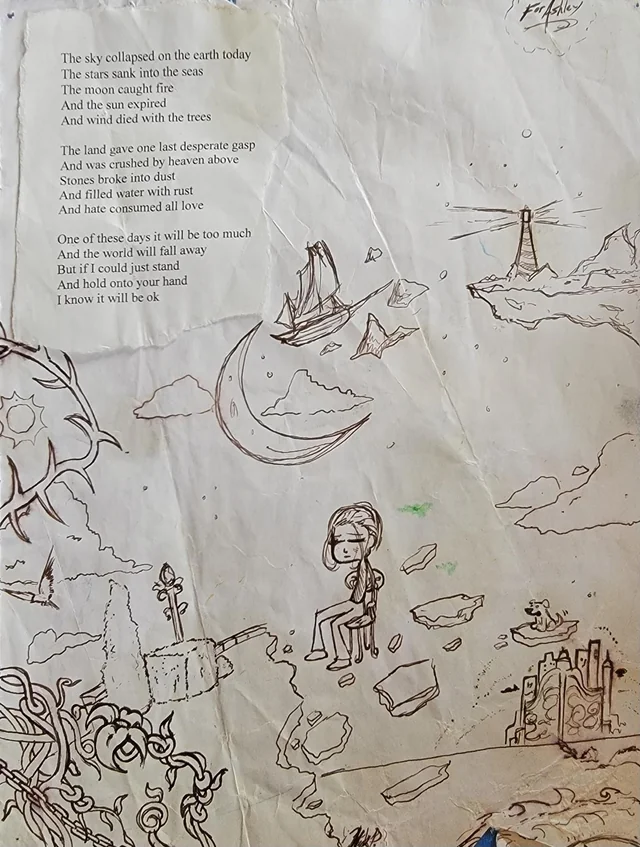 For Ashley
The sky collapsed on the earth today
The stars sank into the seas
The moon caught fire
And the sun expired
And wind died with the trees
The land gave one last desperate gasp
And was crushed by heaven above
Stones broke into dust
And filled water with rust
And hate consumed all love
One of these days it will be too much
And the world will fall away
But if I could just stand
And hold onto your hand
I know it will be ok